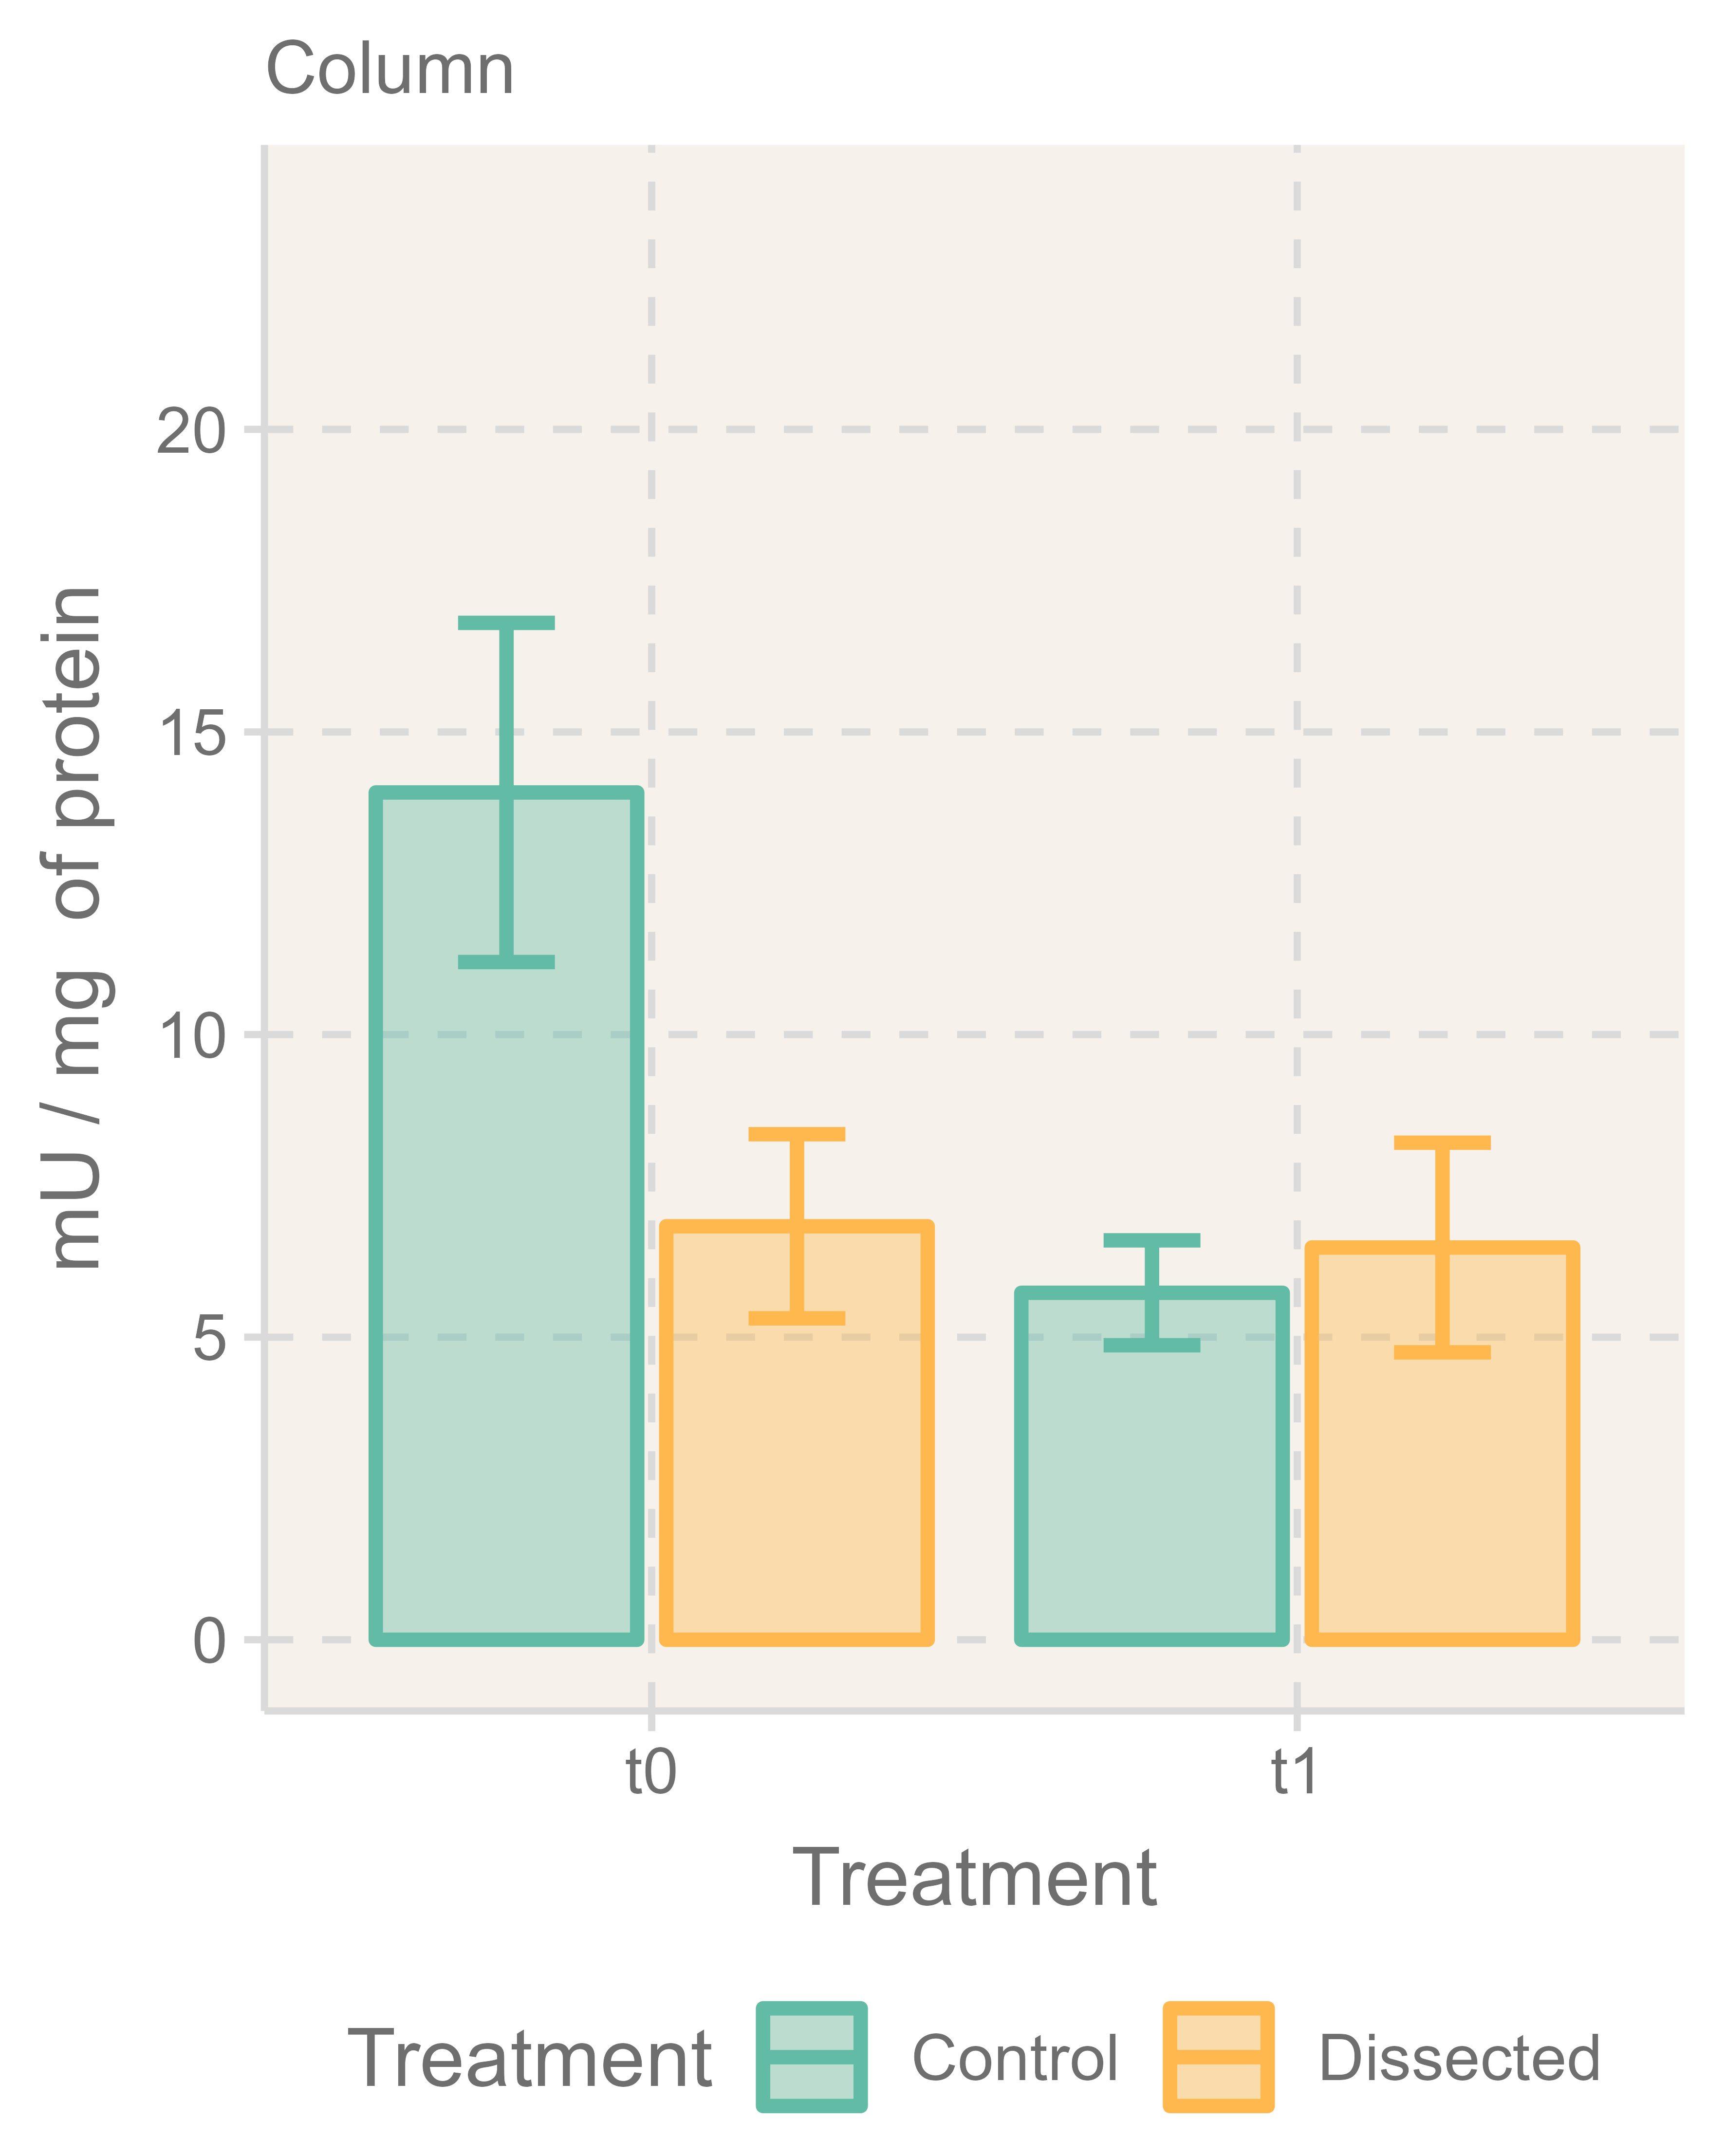 Column
mU / mg of protein
20
15
10
5
0
t0 t1
Treatment
Treatment Control Dissected